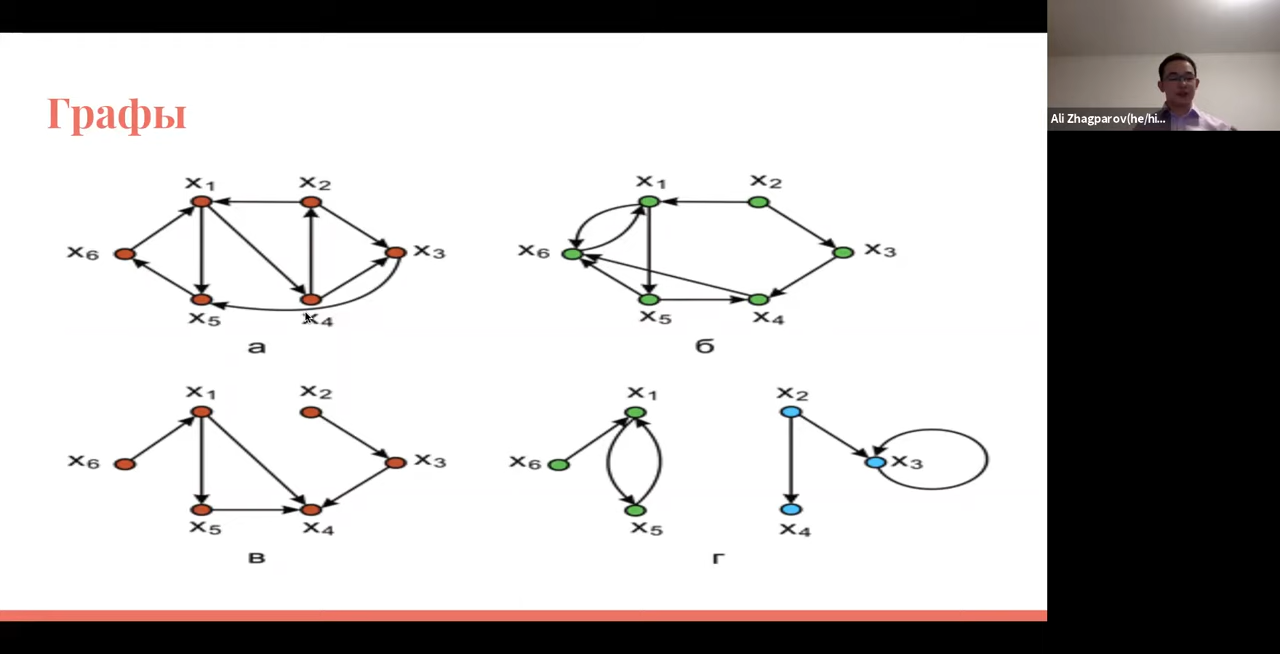 Графы
Ali Zhagparov(he/hi...
x1 x2
x6 x3
x5 x4
а
x1 x2
x6 x3
x5 x4
б
x1 x2
x6 x3
x5 x4
в
x1 x2
x6 x3
x5 x4
г